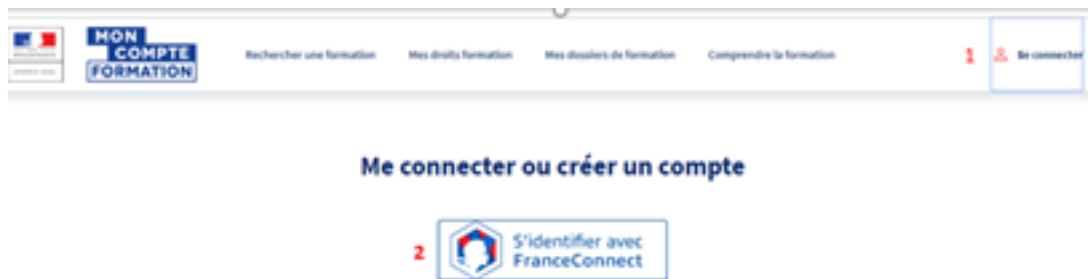 MON
COMPTE
FORMATION
Rechercher une formation Mes droits formation Mes dossiers de formation Comprendre la formation 1 Se connecter
Me connecter ou créer un compte
2 S'identifier avec
FranceConnect